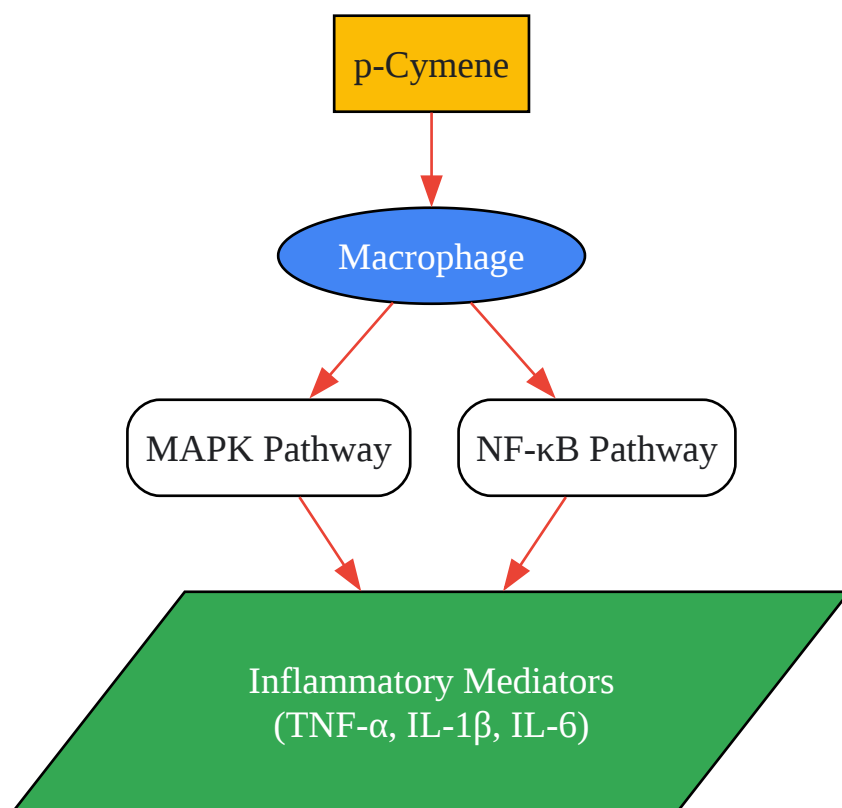 p-Cymene
Macrophage
MAPK Pathway
NF-κB Pathway
Inflammatory Mediators
(TNF-α, IL-1β, IL-6)